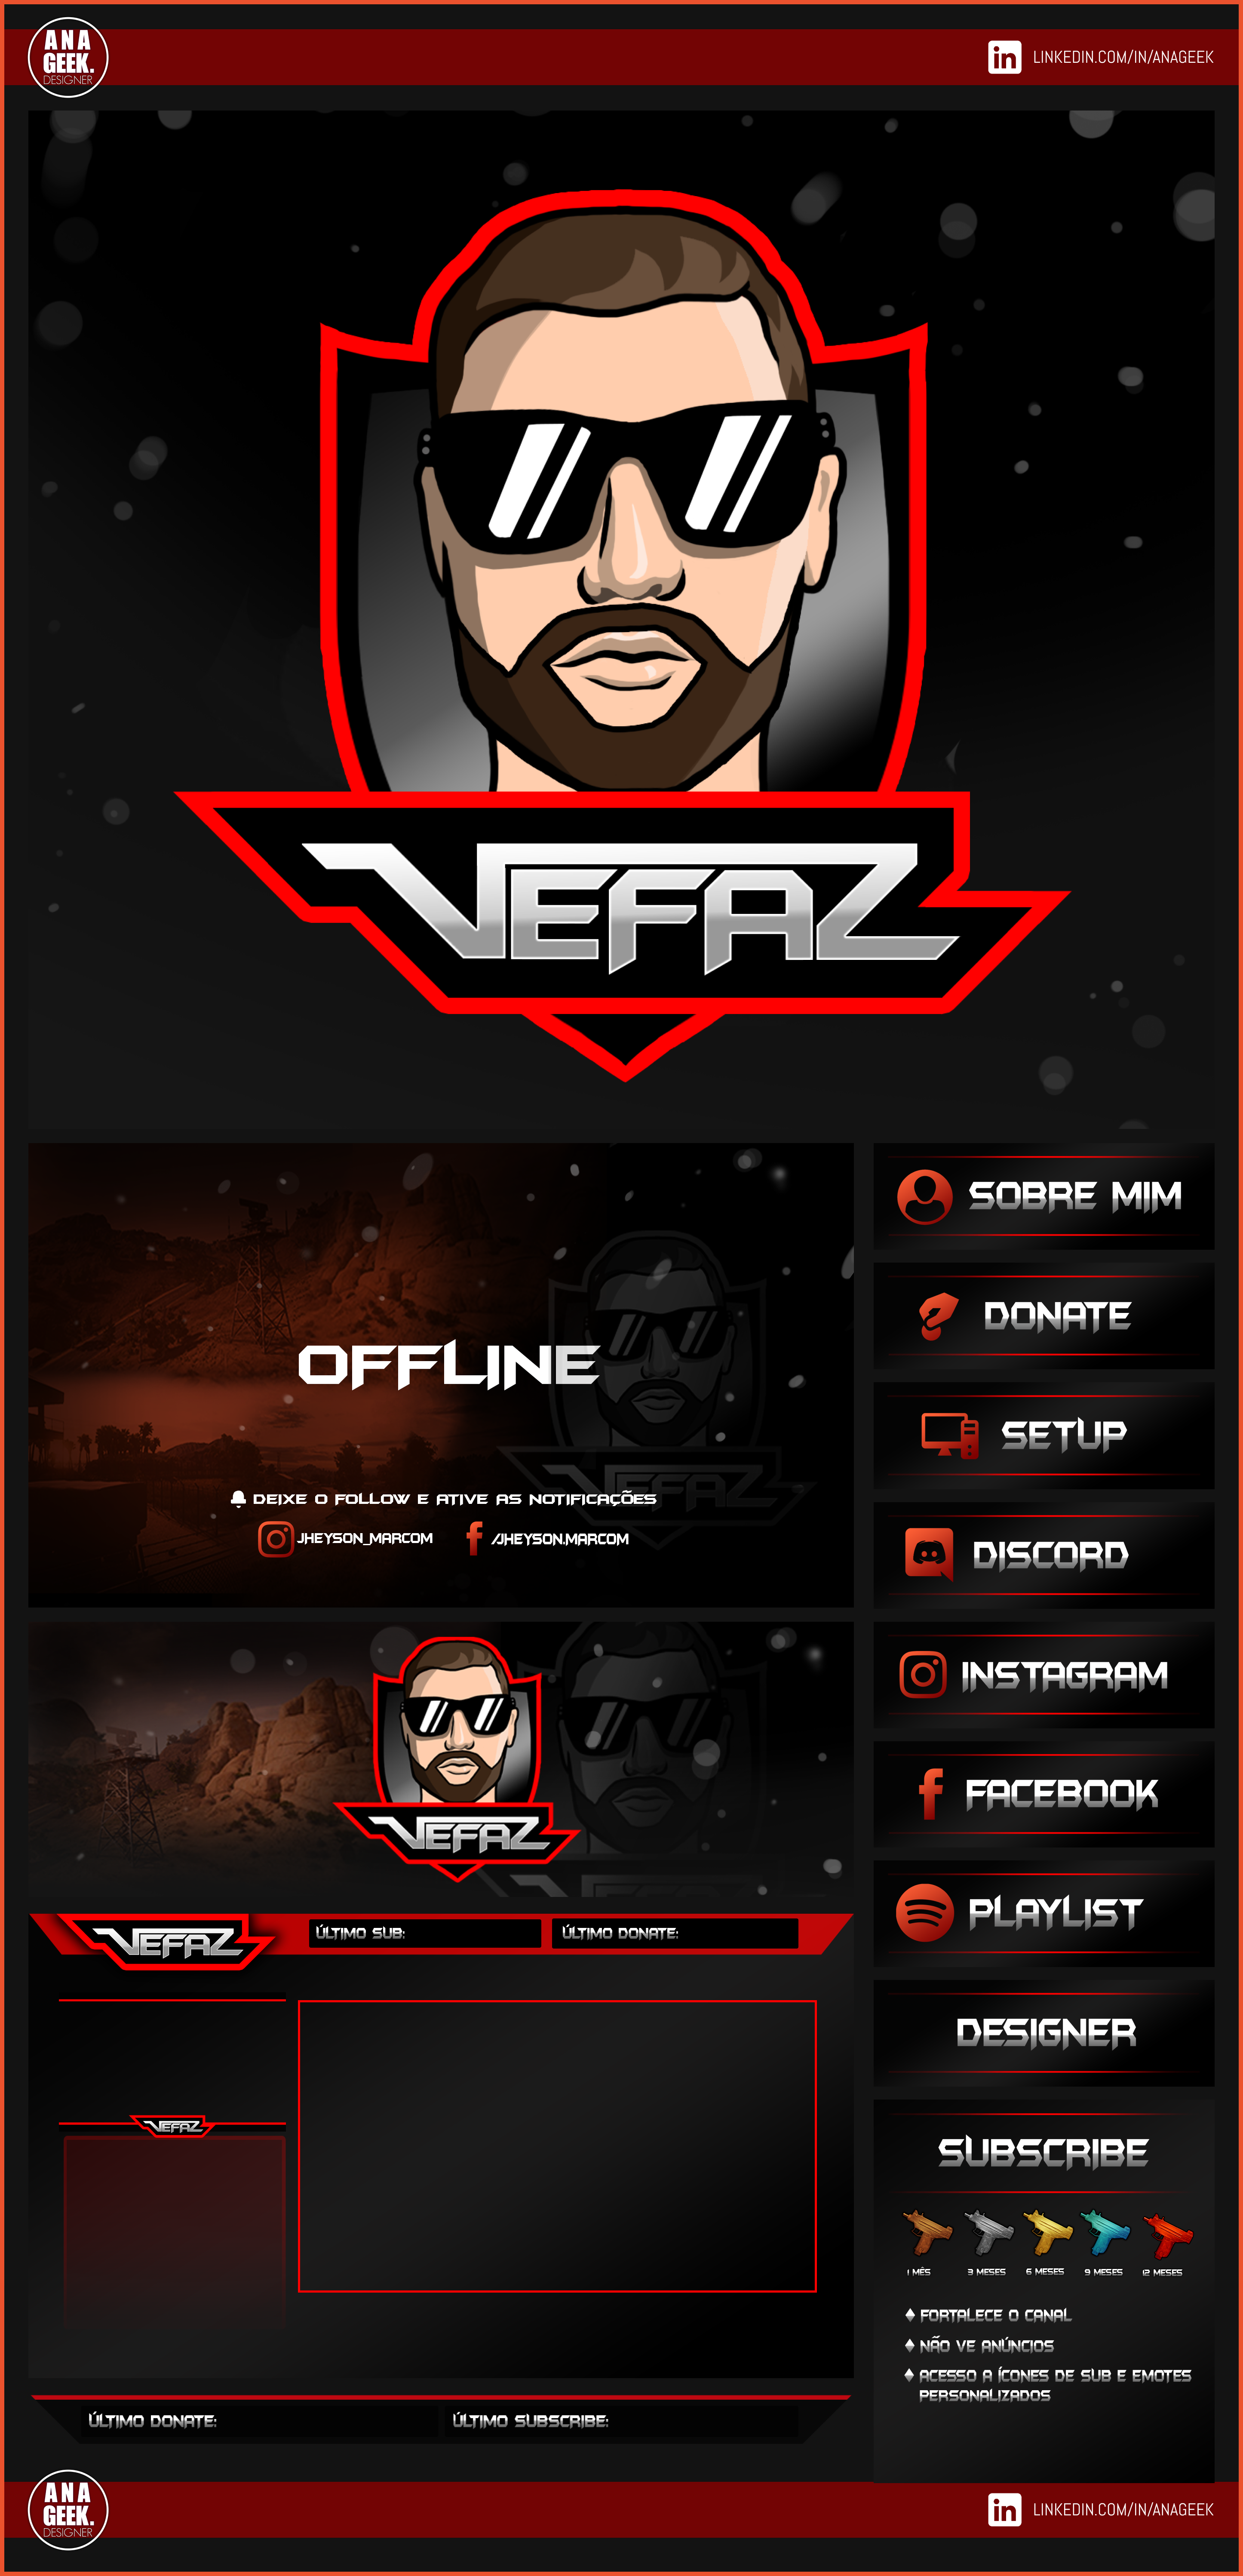 ANA
GEEK.
DESIGNER
in LINKEDIN.COM/IN/ANAGEEK
VEFAZ
OFFLINE
VEFAZ
DEIXE O FOLLOW E ATIVE AS NOTIFICAÇÕES
JHEYSON_MARCOM
/JHEYSON.MARCOM
VEFAZ
VEFAZ
ÚLTIMO SUB:
ÚLTIMO DONATE:
VEFAZ
ÚLTIMO DONATE:
ÚLTIMO SUBSCRIBE:
SOBRE MIM
DONATE
SETUP
DISCORD
INSTAGRAM
FACEBOOK
PLAYLIST
DESIGNER
SUBSCRIBE
1 MÊS
3 MESES
6 MESES
9 MESES
12 MESES
FORTALECE O CANAL
NÃO VE ANÚNCIOS
ACESSO A ÍCONES DE SUB E EMOTES
PERSONALIZADOS
ANA
GEEK.
DESIGNER
in LINKEDIN.COM/IN/ANAGEEK